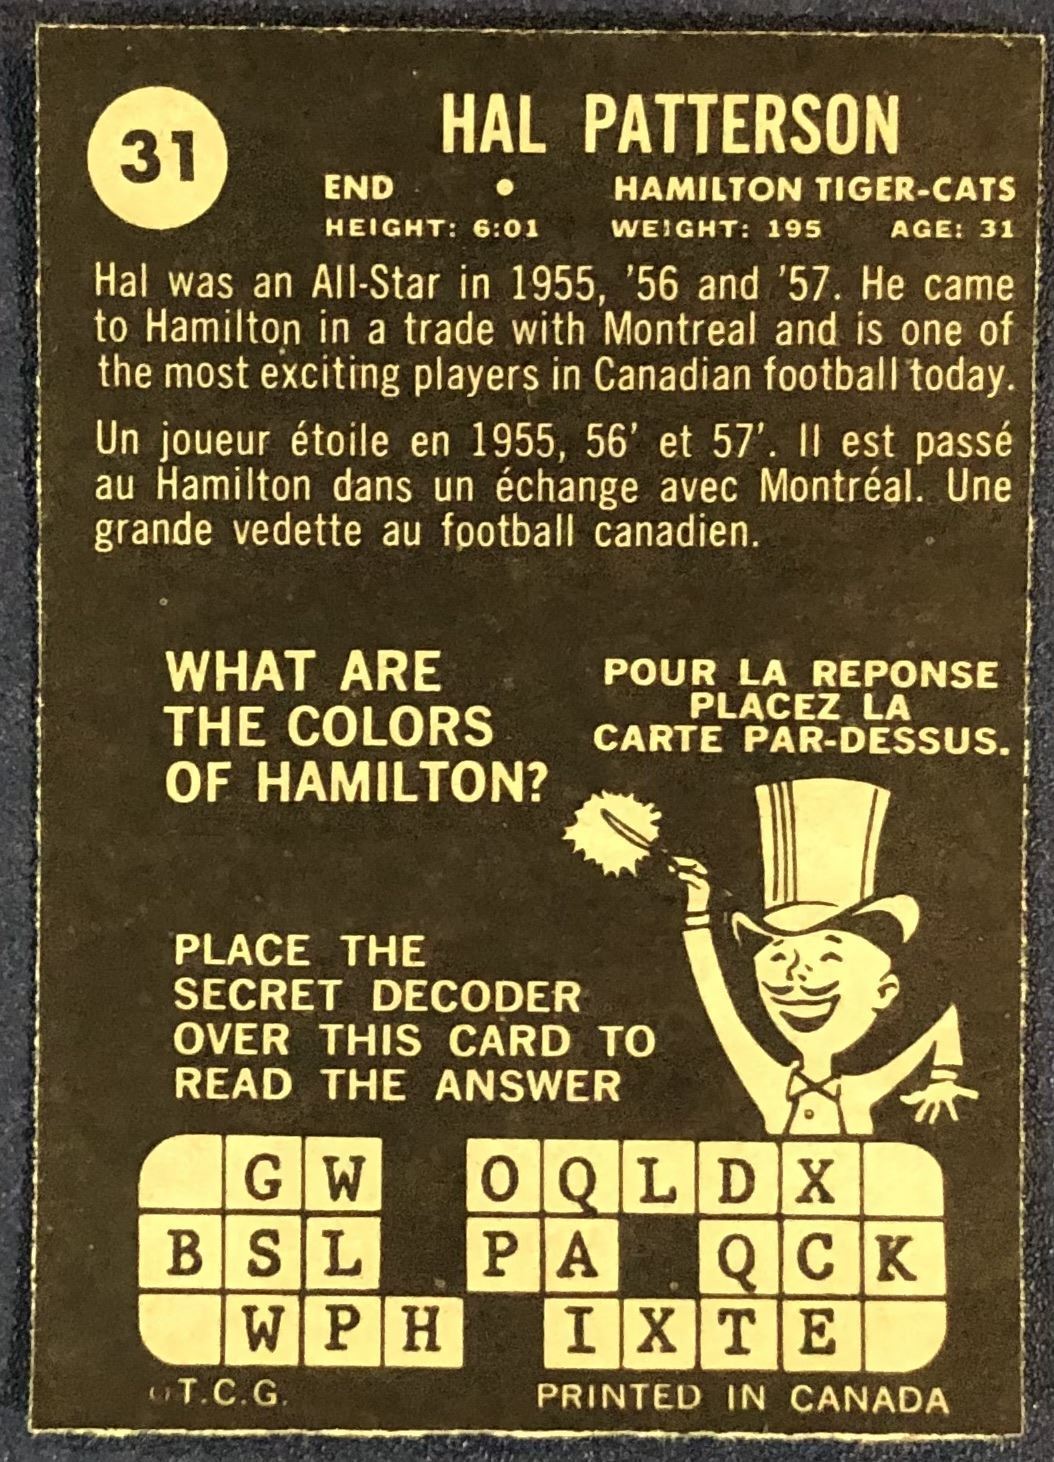 31
HAL PATTERSON
END • HAMILTON TIGER-CATS
HEIGHT: 6:01 WEIGHT: 195 AGE: 31
Hal was an All-Star in 1955, '56 and '57. He came
to Hamilton in a trade with Montreal and is one of
the most exciting players in Canadian football today.
Un joueur étoile en 1955, 56' et 57'. Il est passé
au Hamilton dans un échange avec Montréal. Une
grande vedette au football canadien.
WHAT ARE
THE COLORS
OF HAMILTON?
POUR LA REPONSE
PLACEZ LA
CARTE PAR-DESSUS.
PLACE THE
SECRET DECODER
OVER THIS CARD TO
READ THE ANSWER
G W O Q L D X
B S L P A Q C K
W P H I X T E
©T.C.G. PRINTED IN CANADA